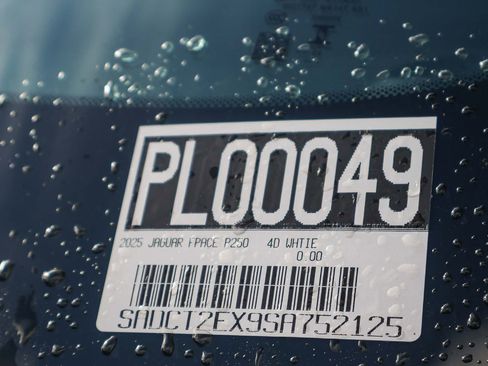 PL00049
2025 JAGUAR FPACE P250 4D WHTIE
0.00
SADCT2EX9SA752125